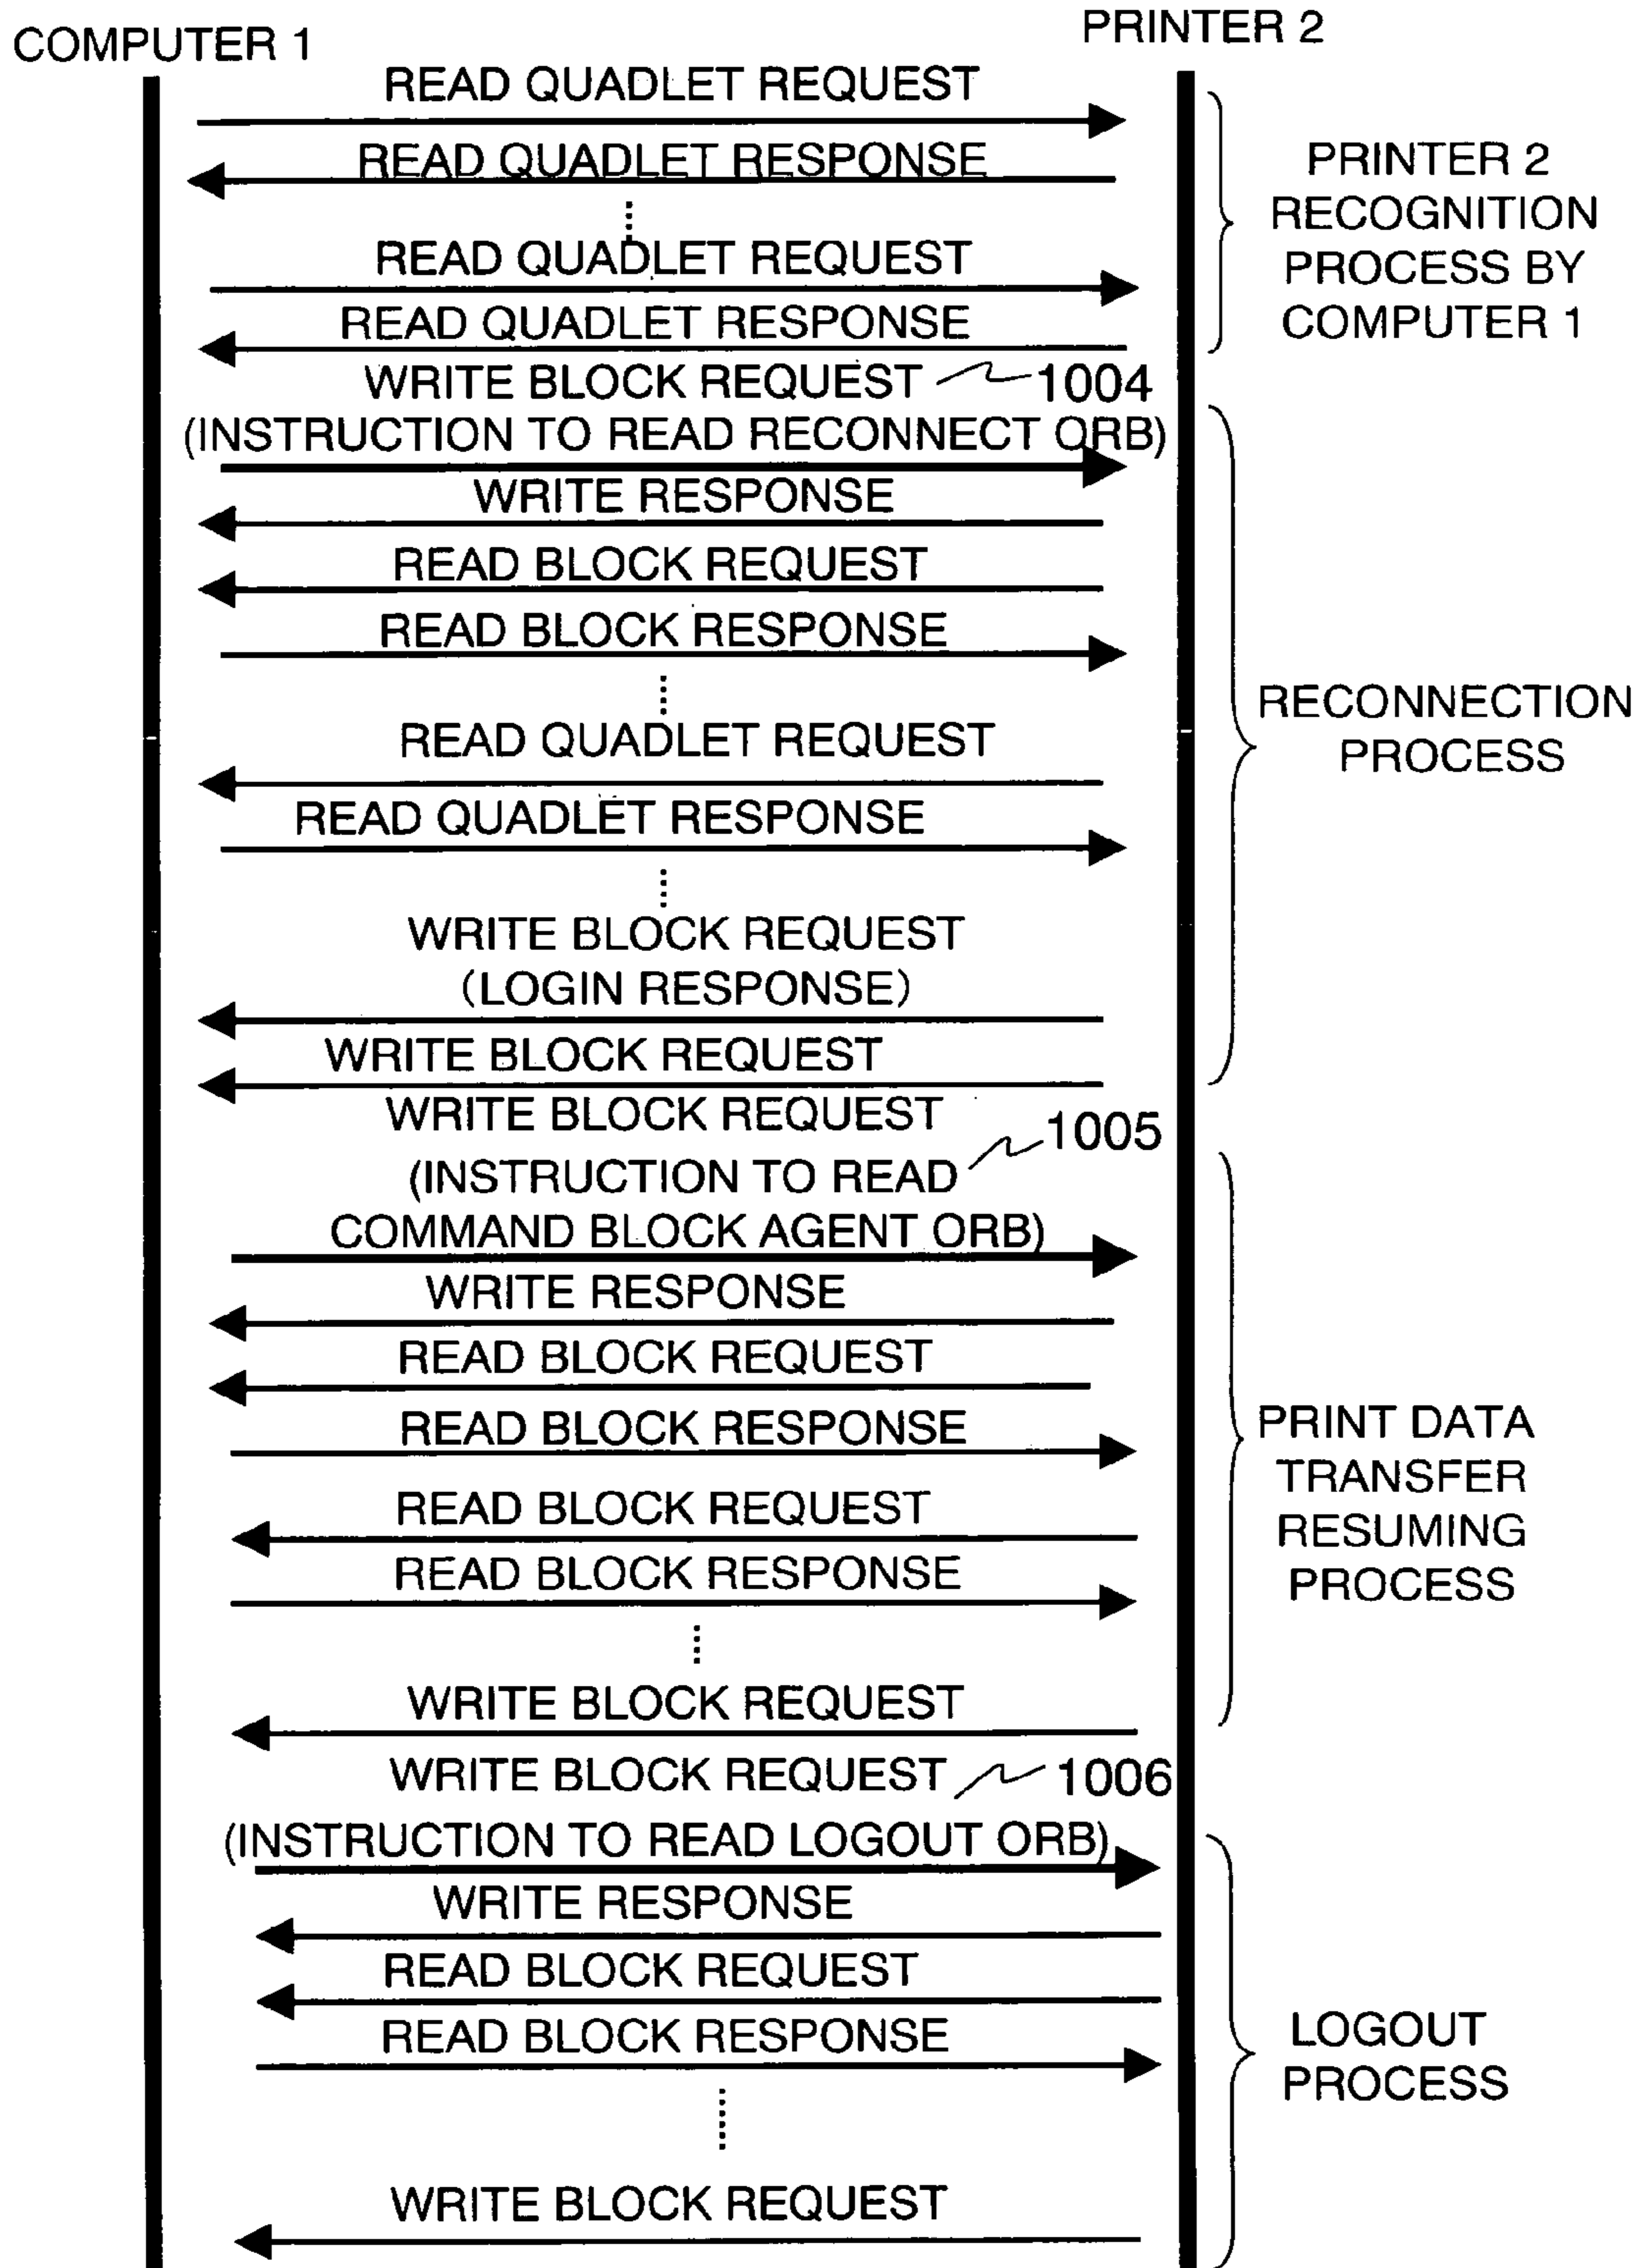 COMPUTER 1
PRINTER 2
READ QUADLET REQUEST
READ QUADLET RESPONSE
READ QUADLET REQUEST
READ QUADLET RESPONSE
PRINTER 2
RECOGNITION
PROCESS BY
COMPUTER 1
WRITE BLOCK REQUEST 1004
(INSTRUCTION TO READ RECONNECT ORB)
WRITE RESPONSE
READ BLOCK REQUEST
READ BLOCK RESPONSE
READ QUADLET REQUEST
READ QUADLET RESPONSE
WRITE BLOCK REQUEST
(LOGIN RESPONSE)
WRITE BLOCK REQUEST
RECONNECTION
PROCESS
WRITE BLOCK REQUEST
1005
(INSTRUCTION TO READ
COMMAND BLOCK AGENT ORB)
WRITE RESPONSE
READ BLOCK REQUEST
READ BLOCK RESPONSE
READ BLOCK REQUEST
READ BLOCK RESPONSE
WRITE BLOCK REQUEST
PRINT DATA
TRANSFER
RESUMING
PROCESS
WRITE BLOCK REQUEST 1006
(INSTRUCTION TO READ LOGOUT ORB)
WRITE RESPONSE
READ BLOCK REQUEST
READ BLOCK RESPONSE
WRITE BLOCK REQUEST
LOGOUT
PROCESS